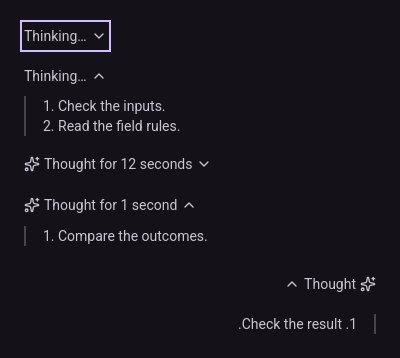 Thinking…
Thinking…
1. Check the inputs.
2. Read the field rules.
Thought for 12 seconds
Thought for 1 second
1. Compare the outcomes.
Thought
.Check the result .1